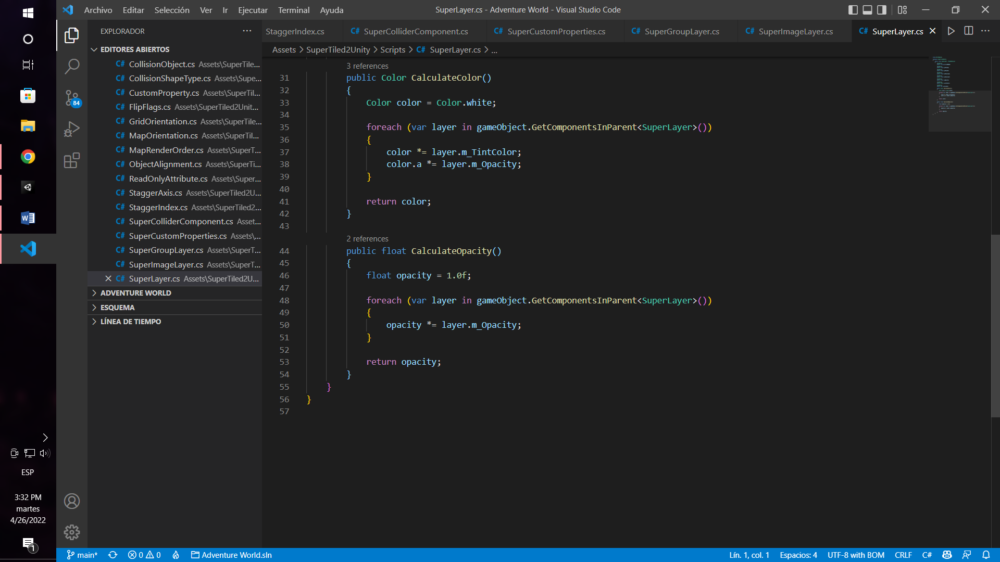 Archivo Editar Selección Ver Ir Ejecutar Terminal Ayuda
SuperLayer.cs - Adventure World - Visual Studio Code
EXPLORADOR
EDITORES ABIERTOS
C# CollisionObject.cs Assets\SuperTile...
C# CollisionShapeType.cs Assets\Supe...
C# CustomProperty.cs Assets\SuperTil...
C# FlipFlags.cs Assets\SuperTiled2Unit...
C# GridOrientation.cs Assets\SuperTile...
C# MapOrientation.cs Assets\SuperTil...
C# MapRenderOrder.cs Assets\SuperT...
C# ObjectAlignment.cs Assets\SuperTi...
C# ReadOnlyAttribute.cs Assets\Super...
C# StaggerAxis.cs Assets\SuperTiled2U...
C# StaggerIndex.cs Assets\SuperTiled2...
C# SuperColliderComponent.cs Asset...
C# SuperCustomProperties.cs Assets\...
C# SuperGroupLayer.cs Assets\SuperT...
C# SuperImageLayer.cs Assets\SuperT...
C# SuperLayer.cs Assets\SuperTiled2U...
ADVENTURE WORLD
ESQUEMA
LÍNEA DE TIEMPO
84
StaggerIndex.cs C# SuperColliderComponent.cs C# SuperCustomProperties.cs C# SuperGroupLayer.cs C# SuperImageLayer.cs C# SuperLayer.cs
Assets > SuperTiled2Unity > Scripts > C# SuperLayer.cs > ...
3 references
31 public Color CalculateColor()
32 {
33 Color color = Color.white;
34
35 foreach (var layer in gameObject.GetComponentsInParent<SuperLayer>())
36 {
37 color *= layer.m_TintColor;
38 color.a *= layer.m_Opacity;
39 }
40
41 return color;
42 }
43
2 references
44 public float CalculateOpacity()
45 {
46 float opacity = 1.0f;
47
48 foreach (var layer in gameObject.GetComponentsInParent<SuperLayer>())
49 {
50 opacity *= layer.m_Opacity;
51 }
52
53 return opacity;
54 }
55 }
56 }
57
ESP
3:32 PM
martes
4/26/2022
1
main* 0 0 Adventure World.sln
Lín. 1, col. 1 Espacios: 4 UTF-8 with BOM CRLF C#